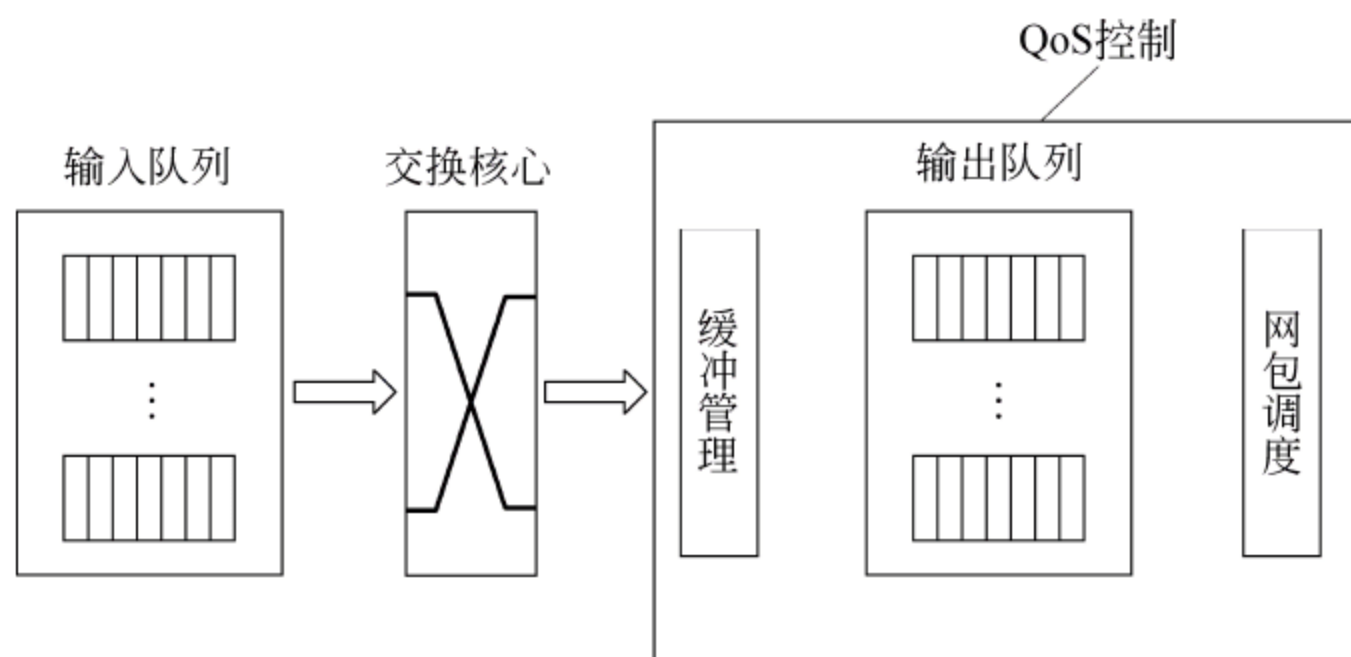 QoS控制
输入队列
交换核心
输出队列
缓冲管理
网包调度